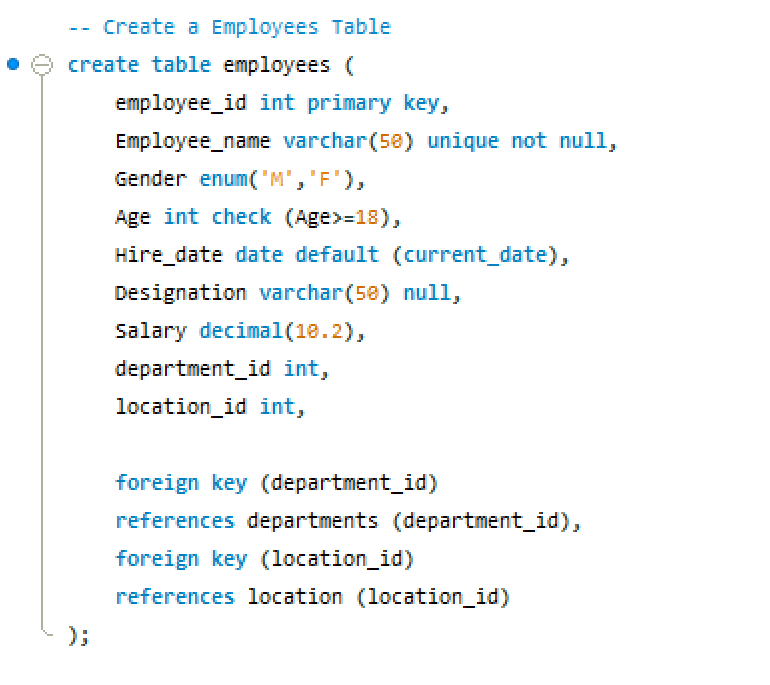 -- Create a Employees Table
create table employees (
employee_id int primary key,
Employee_name varchar(50) unique not null,
Gender enum('M','F'),
Age int check (Age>=18),
Hire_date date default (current_date),
Designation varchar(50) null,
Salary decimal(10.2),
department_id int,
location_id int,
foreign key (department_id)
references departments (department_id),
foreign key (location_id)
references location (location_id)
);